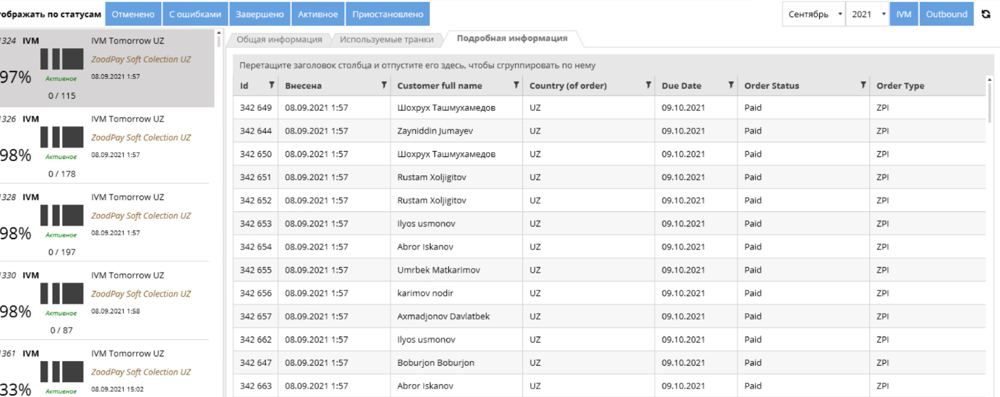 тображать по статусам Отменено С ошибками Завершено Активное Приостановлено Сентябрь 2021 IVM Outbound
1324 IVM IVM Tomorrow UZ
ZoodPay Soft Colection UZ
97% Активное 08.09.2021 1:57
0 / 115
1326 IVM IVM Tomorrow UZ
ZoodPay Soft Colection UZ
98% Активное 08.09.2021 1:57
0 / 178
1328 IVM IVM Tomorrow UZ
ZoodPay Soft Colection UZ
98% Активное 08.09.2021 1:57
0 / 197
1330 IVM IVM Tomorrow UZ
ZoodPay Soft Colection UZ
98% Активное 08.09.2021 1:58
0 / 87
1361 IVM IVM Tomorrow UZ
ZoodPay Soft Colection UZ
33% Активное 08.09.2021 15:02
Общая информация Используемые транки Подробная информация
Перетащите заголовок столбца и отпустите его здесь, чтобы сгруппировать по нему
Id Внесена Customer full name Country (of order) Due Date Order Status Order Type
342 649 08.09.2021 1:57 Шохрух Ташмухамедов UZ 09.10.2021 Paid ZPI
342 644 08.09.2021 1:57 Zayniddin Jumayev UZ 09.10.2021 Paid ZPI
342 650 08.09.2021 1:57 Шохрух Ташмухамедов UZ 09.10.2021 Paid ZPI
342 651 08.09.2021 1:57 Rustam Xoljigitov UZ 09.10.2021 Paid ZPI
342 652 08.09.2021 1:57 Rustam Xoljigitov UZ 09.10.2021 Paid ZPI
342 653 08.09.2021 1:57 Ilyos usmonov UZ 09.10.2021 Paid ZPI
342 654 08.09.2021 1:57 Abror Iskanov UZ 09.10.2021 Paid ZPI
342 655 08.09.2021 1:57 Umrbek Matkarimov UZ 09.10.2021 Paid ZPI
342 656 08.09.2021 1:57 karimov nodir UZ 09.10.2021 Paid ZPI
342 657 08.09.2021 1:57 Axmadjonov Davlatbek UZ 09.10.2021 Paid ZPI
342 662 08.09.2021 1:57 Ilyos usmonov UZ 09.10.2021 Paid ZPI
342 647 08.09.2021 1:57 Boburjon Boburjon UZ 09.10.2021 Paid ZPI
342 663 08.09.2021 1:57 Abror Iskanov UZ 09.10.2021 Paid ZPI